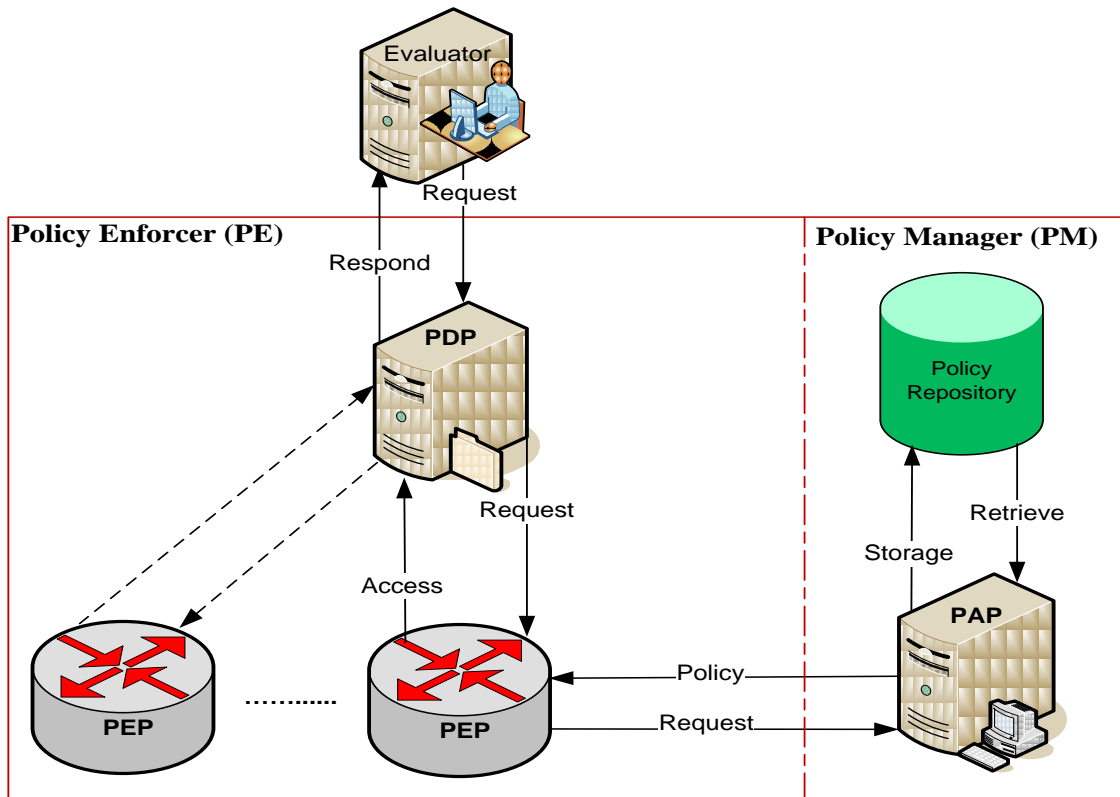 Evaluator
Request
Policy Enforcer (PE)
Policy Manager (PM)
Respond
PDP
Policy
Repository
Request
Retrieve
Storage
Access
PAP
Policy
PEP
............
PEP
Request